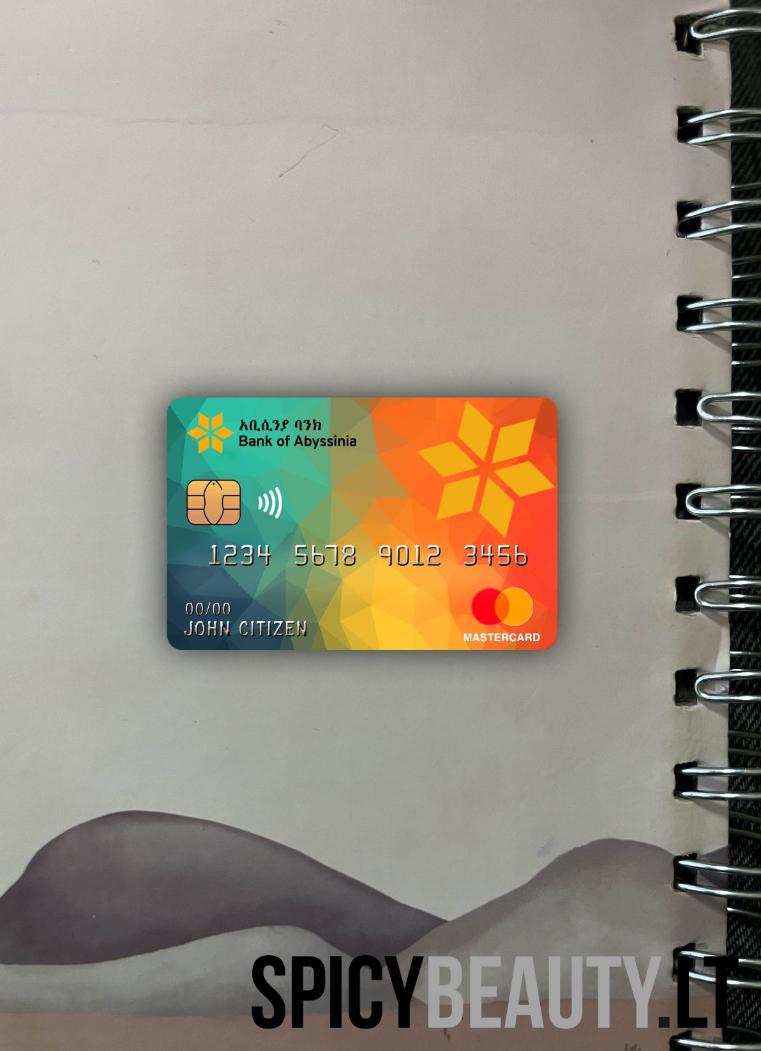 አቢሲንያ ባንክ
Bank of Abyssinia
1234 5678 9012 3456
00/00
JOHN CITIZEN
MASTERCARD
SPICYBEAUTY.LT